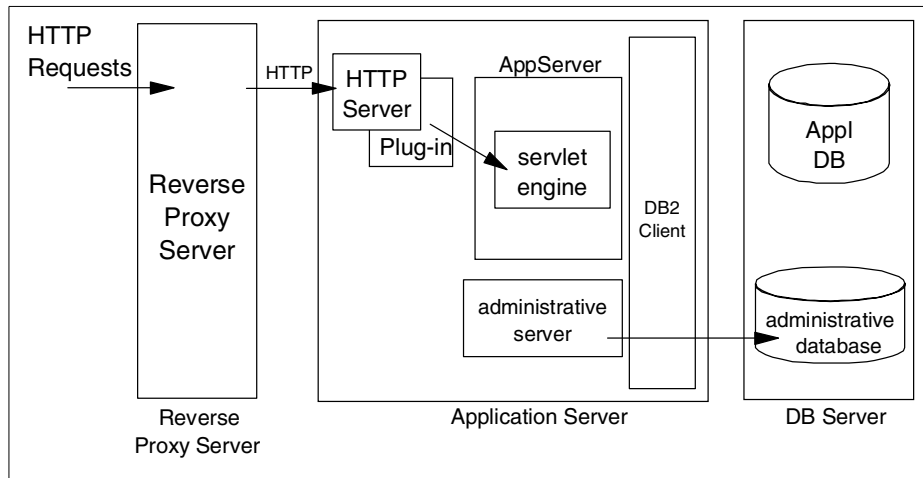 HTTP
Requests
Reverse
Proxy
Server
Reverse
Proxy Server
HTTP
HTTP
Server
Plug-in
AppServer
servlet
engine
administrative
server
DB2
Client
Application Server
Appl
DB
administrative
database
DB Server